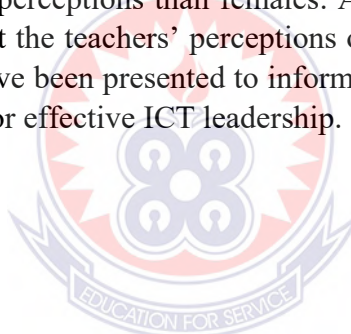 perceptions than females. A
t the teachers’ perceptions o
ve been presented to inform
or effective ICT leadership.
EDUCATION FOR SERVICE